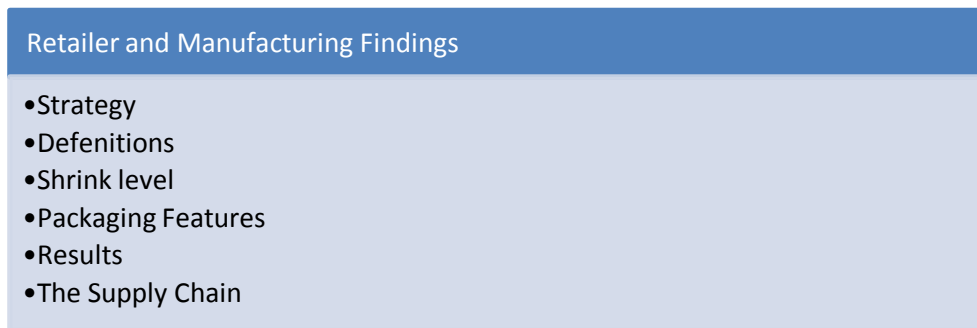 Retailer and Manufacturing Findings
•Strategy
•Defenitions
•Shrink level
•Packaging Features
•Results
•The Supply Chain